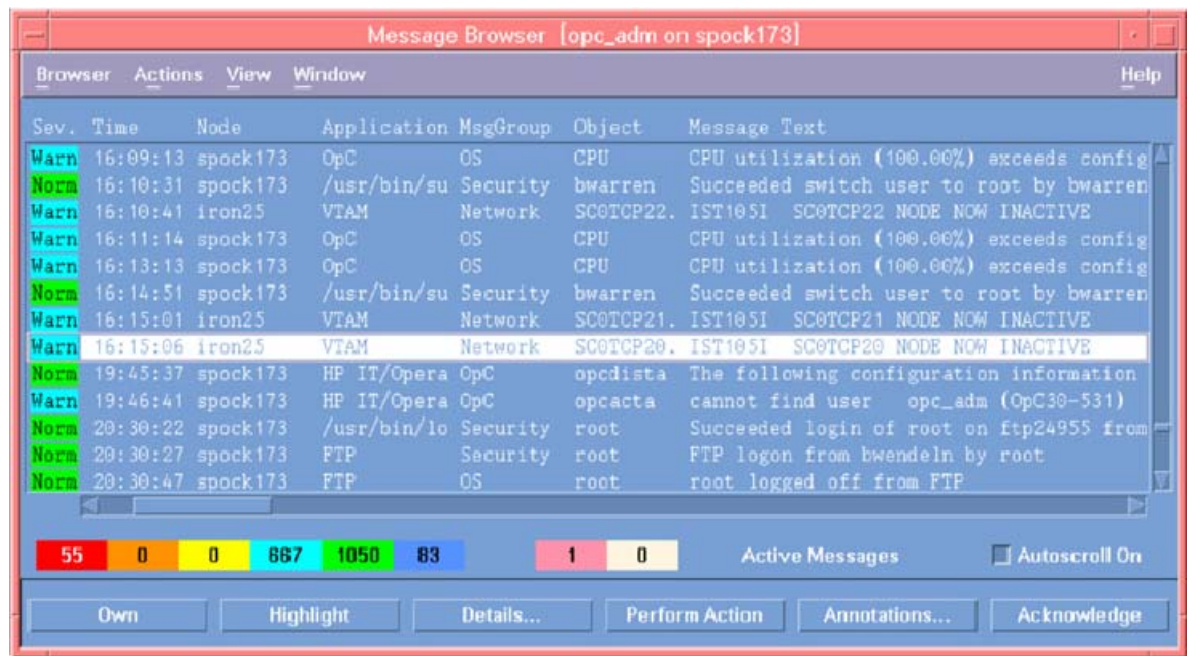 Message Browser [opc_adm on spock173]
Browser Actions View Window Help
Sev. Time Node Application MsgGroup Object Message Text
Warn 16:09:13 spock173 OpC OS CPU CPU utilization (100.00%) exceeds config
Norm 16:10:31 spock173 /usr/bin/su Security bwarren Succeeded switch user to root by bwarren
Warn 16:10:41 iron25 VTAM Network SC0TCP22. IST105I SC0TCP22 NODE NOW INACTIVE
Warn 16:11:14 spock173 OpC OS CPU CPU utilization (100.00%) exceeds config
Warn 16:13:13 spock173 OpC OS CPU CPU utilization (100.00%) exceeds config
Norm 16:14:51 spock173 /usr/bin/su Security bwarren Succeeded switch user to root by bwarren
Warn 16:15:01 iron25 VTAM Network SC0TCP21. IST105I SC0TCP21 NODE NOW INACTIVE
Warn 16:15:06 iron25 VTAM Network SC0TCP20. IST105I SC0TCP20 NODE NOW INACTIVE
Norm 19:45:37 spock173 HP IT/Opera OpC opcdista The following configuration information
Warn 19:46:41 spock173 HP IT/Opera OpC opcacta cannot find user opc_adm (OpC30-531)
Norm 20:30:22 spock173 /usr/bin/lo Security root Succeeded login of root on ftp24955 from
Norm 20:30:27 spock173 FTP Security root FTP logon from bwendeln by root
Norm 20:30:47 spock173 FTP OS root root logged off from FTP
55 0 0 667 1050 83 1 0 Active Messages Autoscroll On
Own Highlight Details... Perform Action Annotations... Acknowledge